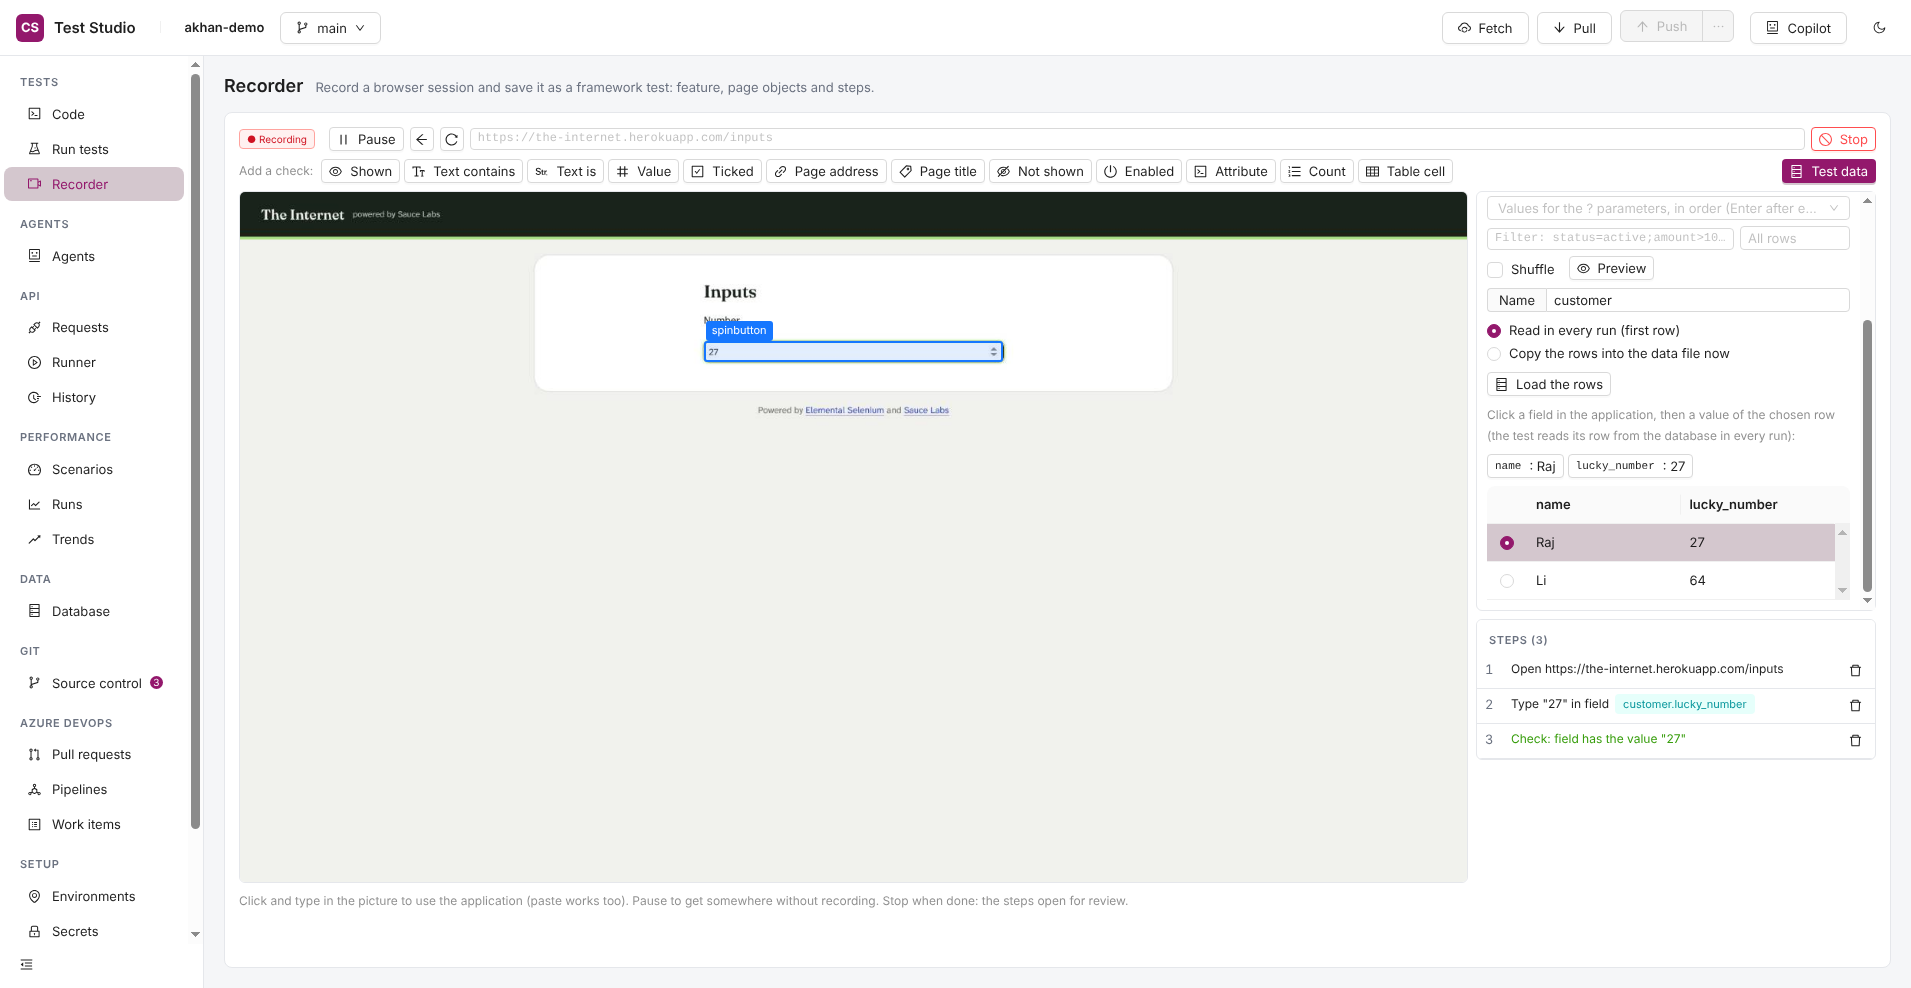 CS Test Studio akhan-demo main Fetch Pull Push ... Copilot
TESTS
Code
Run tests
Recorder
AGENTS
Agents
API
Requests
Runner
History
PERFORMANCE
Scenarios
Runs
Trends
DATA
Database
GIT
Source control 3
AZURE DEVOPS
Pull requests
Pipelines
Work items
SETUP
Environments
Secrets
Recorder Record a browser session and save it as a framework test: feature, page objects and steps.
Recording Pause https://the-internet.herokuapp.com/inputs Stop
Add a check: Shown Text contains Text is Value Ticked Page address Page title Not shown Enabled Attribute Count Table cell Test data
The Internet powered by Sauce Labs
Inputs
Number
spinbutton
27
Powered by Elemental Selenium and Sauce Labs
Click and type in the picture to use the application (paste works too). Pause to get somewhere without recording. Stop when done: the steps open for review.
Values for the ? parameters, in order (Enter after e...
Filter: status=active;amount>10… All rows
Shuffle Preview
Name customer
Read in every run (first row)
Copy the rows into the data file now
Load the rows
Click a field in the application, then a value of the chosen row
(the test reads its row from the database in every run):
name : Raj lucky_number : 27
name lucky_number
Raj 27
Li 64
STEPS (3)
1 Open https://the-internet.herokuapp.com/inputs
2 Type "27" in field customer.lucky_number
3 Check: field has the value "27"